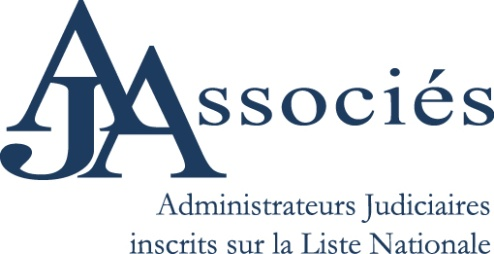 AJAssociés
Administrateurs Judiciaires
inscrits sur la Liste Nationale